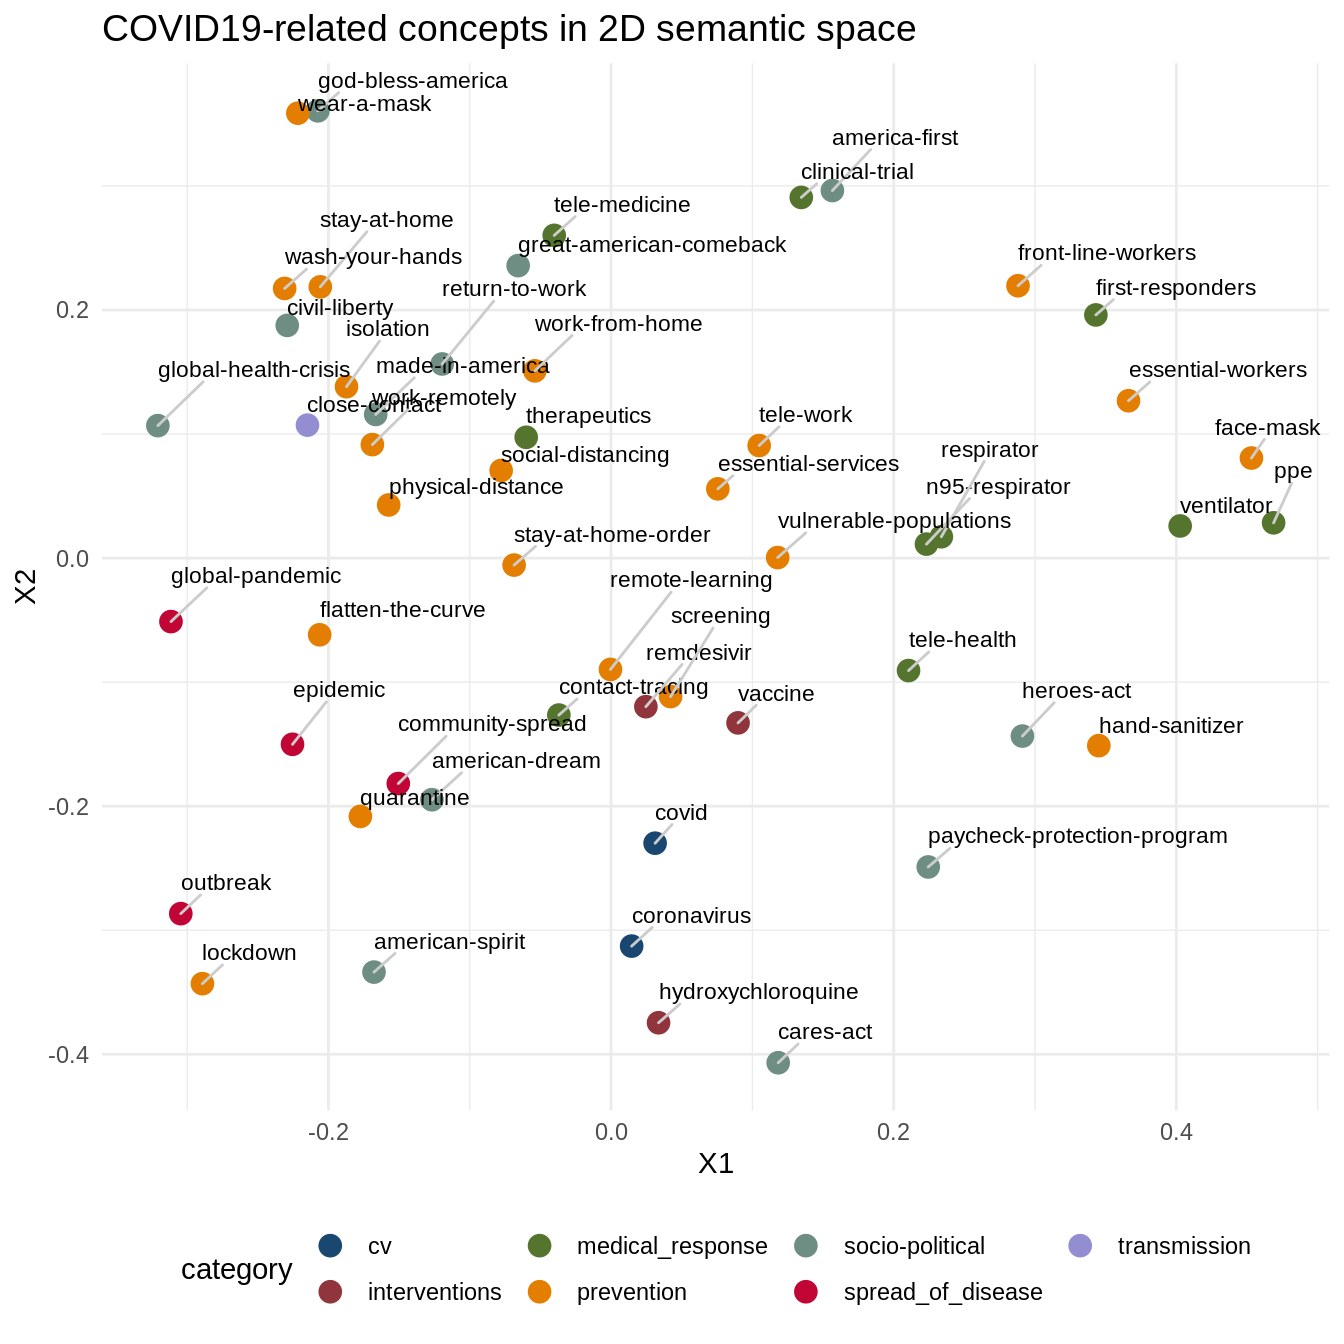 COVID19-related concepts in 2D semantic space
god-bless-america
wear-a-mask
america-first
clinical-trial
tele-medicine
stay-at-home
great-american-comeback
wash-your-hands
front-line-workers
return-to-work
first-responders
civil-liberty
isolation
work-from-home
made-in-america
global-health-crisis
essential-workers
work-remotely
close-contact
therapeutics
tele-work
face-mask
respirator
social-distancing
essential-services
ppe
physical-distance
n95-respirator
ventilator
vulnerable-populations
stay-at-home-order
global-pandemic
remote-learning
flatten-the-curve
screening
tele-health
remdesivir
epidemic
contact-tracing
vaccine
heroes-act
community-spread
hand-sanitizer
american-dream
quarantine
covid
paycheck-protection-program
outbreak
coronavirus
american-spirit
lockdown
hydroxychloroquine
cares-act
0.2
0.0
-0.2
-0.4
X2
-0.2 0.0 0.2 0.4
X1
category
cv medical_response socio-political transmission
interventions prevention spread_of_disease